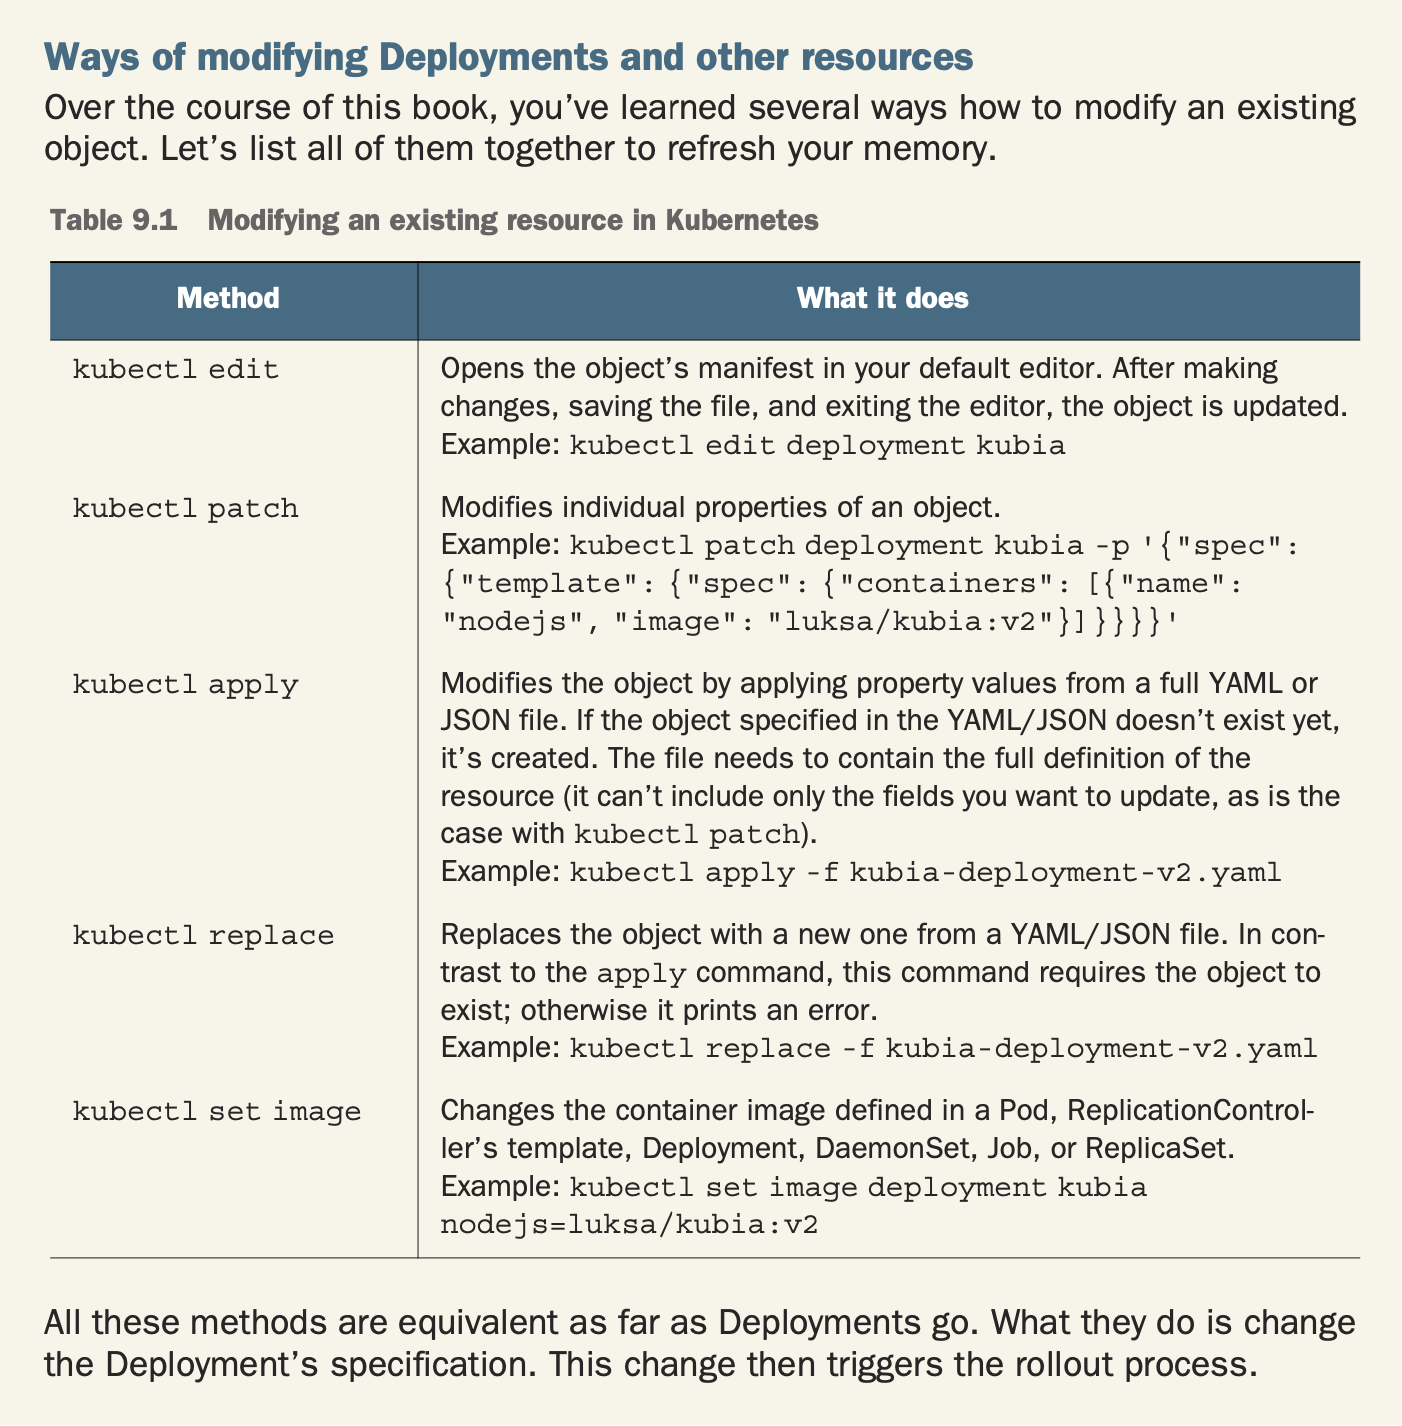 Ways of modifying Deployments and other resources
Over the course of this book, you’ve learned several ways how to modify an existing
object. Let’s list all of them together to refresh your memory.
Table 9.1 Modifying an existing resource in Kubernetes
Method What it does
kubectl edit Opens the object’s manifest in your default editor. After making
changes, saving the file, and exiting the editor, the object is updated.
Example: kubectl edit deployment kubia
kubectl patch Modifies individual properties of an object.
Example: kubectl patch deployment kubia -p '{"spec":
{"template": {"spec": {"containers": [{"name":
"nodejs", "image": "luksa/kubia:v2"}]}}}}'
kubectl apply Modifies the object by applying property values from a full YAML or
JSON file. If the object specified in the YAML/JSON doesn’t exist yet,
it’s created. The file needs to contain the full definition of the
resource (it can’t include only the fields you want to update, as is the
case with kubectl patch).
Example: kubectl apply -f kubia-deployment-v2.yaml
kubectl replace Replaces the object with a new one from a YAML/JSON file. In con-
trast to the apply command, this command requires the object to
exist; otherwise it prints an error.
Example: kubectl replace -f kubia-deployment-v2.yaml
kubectl set image Changes the container image defined in a Pod, ReplicationControl-
ler’s template, Deployment, DaemonSet, Job, or ReplicaSet.
Example: kubectl set image deployment kubia
nodejs=luksa/kubia:v2
All these methods are equivalent as far as Deployments go. What they do is change
the Deployment’s specification. This change then triggers the rollout process.